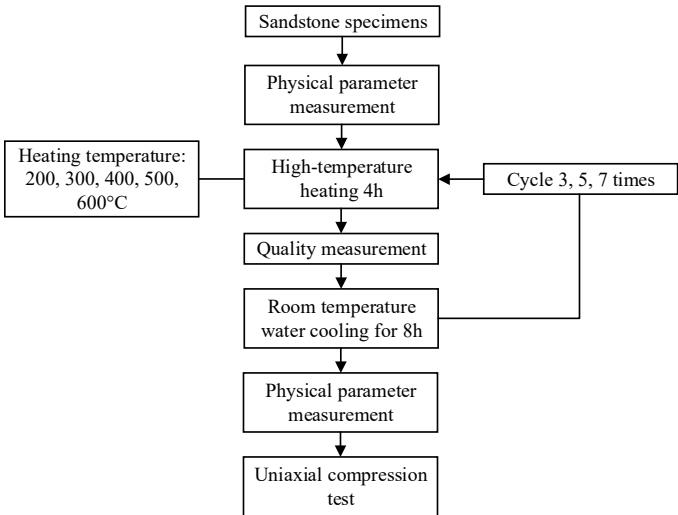 Sandstone specimens
Physical parameter
measurement
Heating temperature:
200, 300, 400, 500,
600°C
High-temperature
heating 4h
Cycle 3, 5, 7 times
Quality measurement
Room temperature
water cooling for 8h
Physical parameter
measurement
Uniaxial compression
test